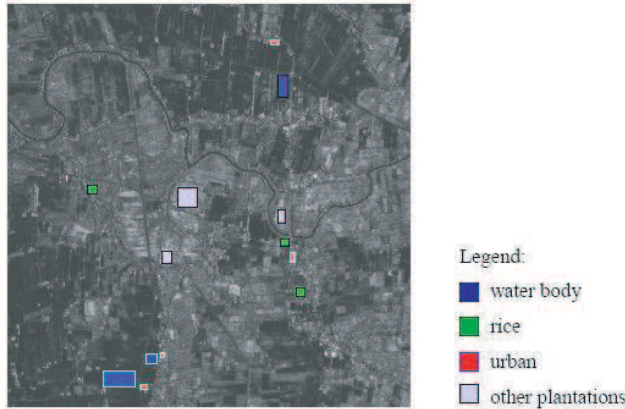 Legend:
water body
rice
urban
other plantations